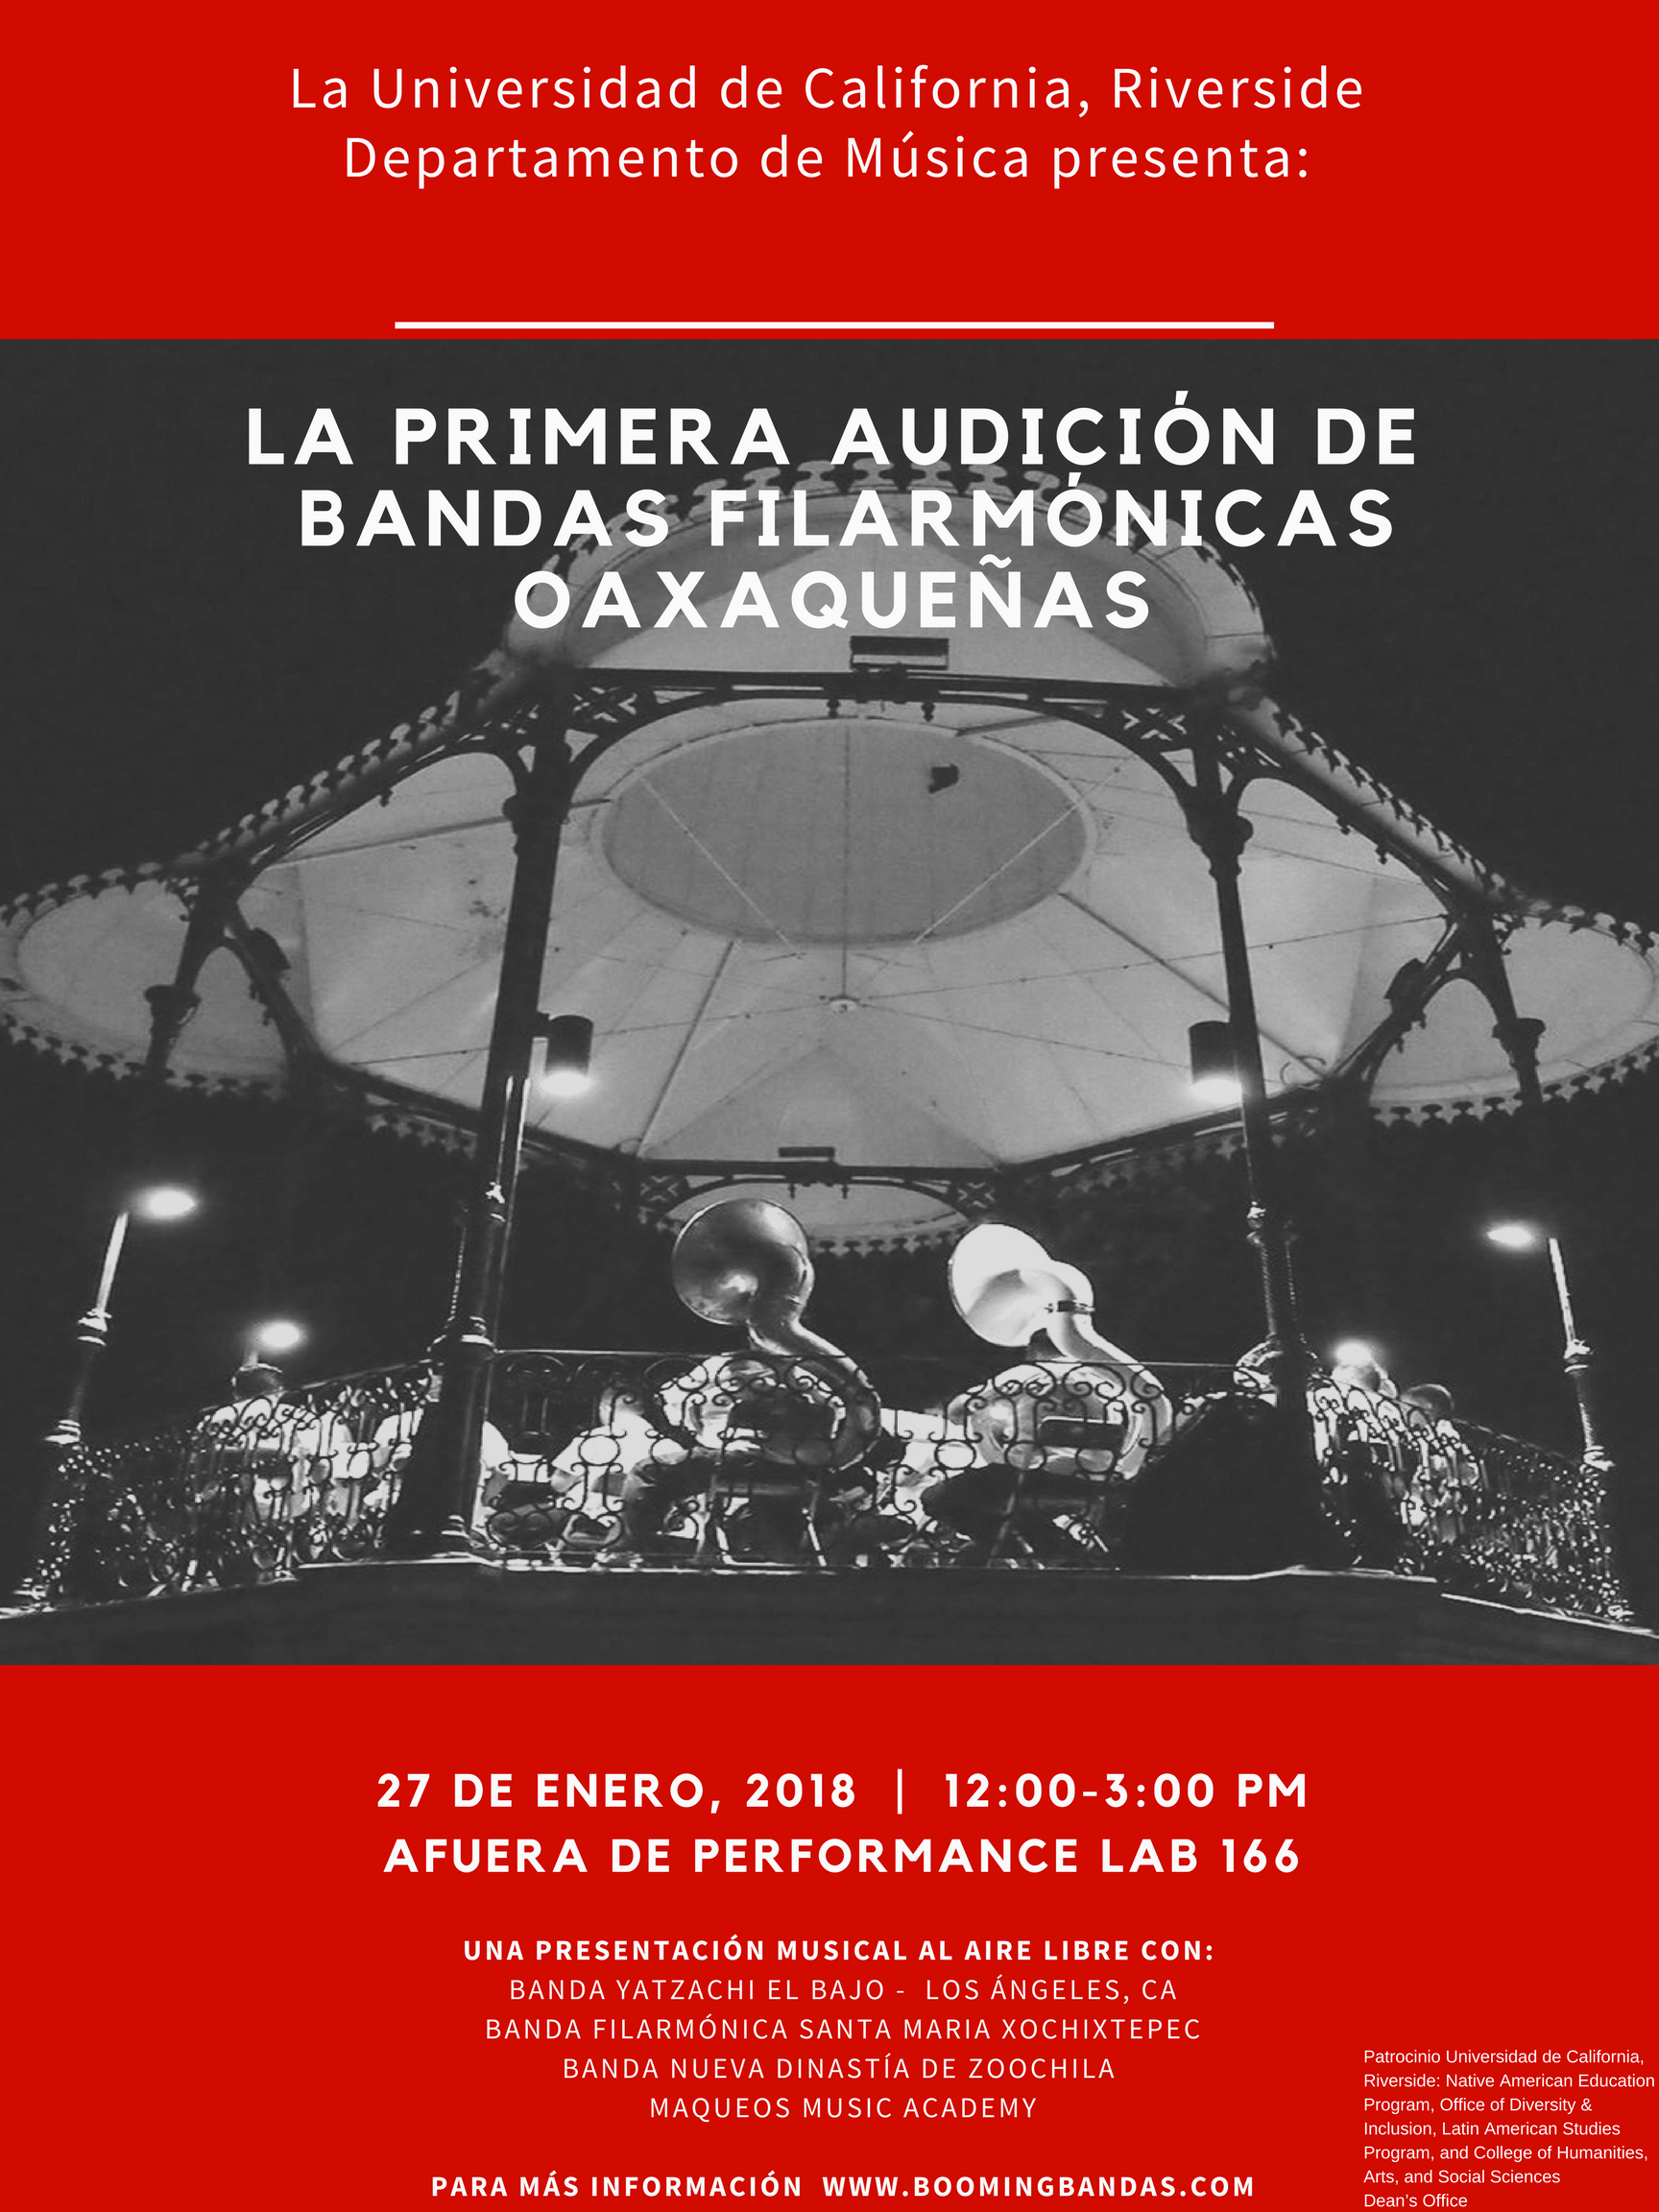 La Universidad de California, Riverside
Departamento de Música presenta:
LA PRIMERA AUDICIÓN DE
BANDAS FILARMÓNICAS
OAXAQUEÑAS
27 DE ENERO, 2018 | 12:00-3:00 PM
AFUERA DE PERFORMANCE LAB 166
UNA PRESENTACIÓN MUSICAL AL AIRE LIBRE CON:
BANDA YATZACHI EL BAJO - LOS ÁNGELES, CA
BANDA FILARMÓNICA SANTA MARIA XOCHIXTEPEC
BANDA NUEVA DINASTÍA DE ZOOCHILA
MAQUEOS MUSIC ACADEMY
PARA MÁS INFORMACIÓN WWW.BOOMINGBANDAS.COM
Patrocinio Universidad de California,
Riverside: Native American Education
Program, Office of Diversity &
Inclusion, Latin American Studies
Program, and College of Humanities,
Arts, and Social Sciences
Dean's Office